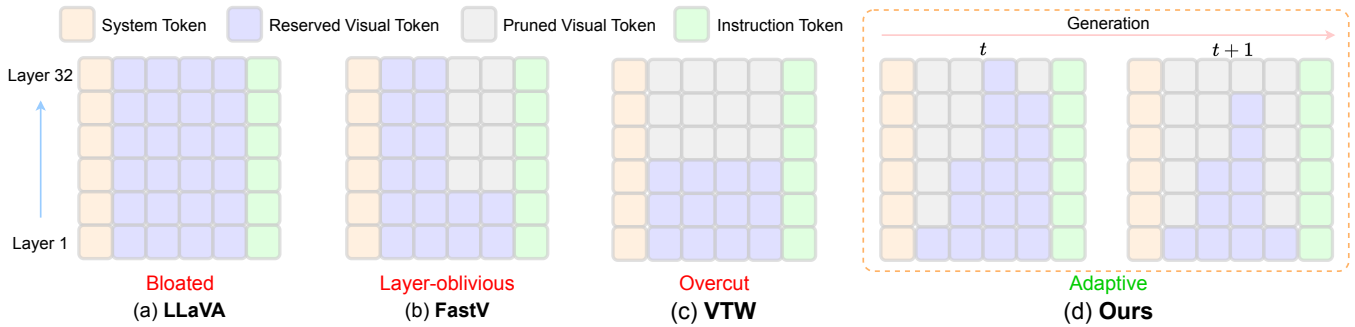 System Token
Reserved Visual Token
Pruned Visual Token
Instruction Token
Generation
t
t + 1
Layer 32
Layer 1
Bloated
(a) LLaVA
Layer-oblivious
(b) FastV
Overcut
(c) VTW
Adaptive
(d) Ours